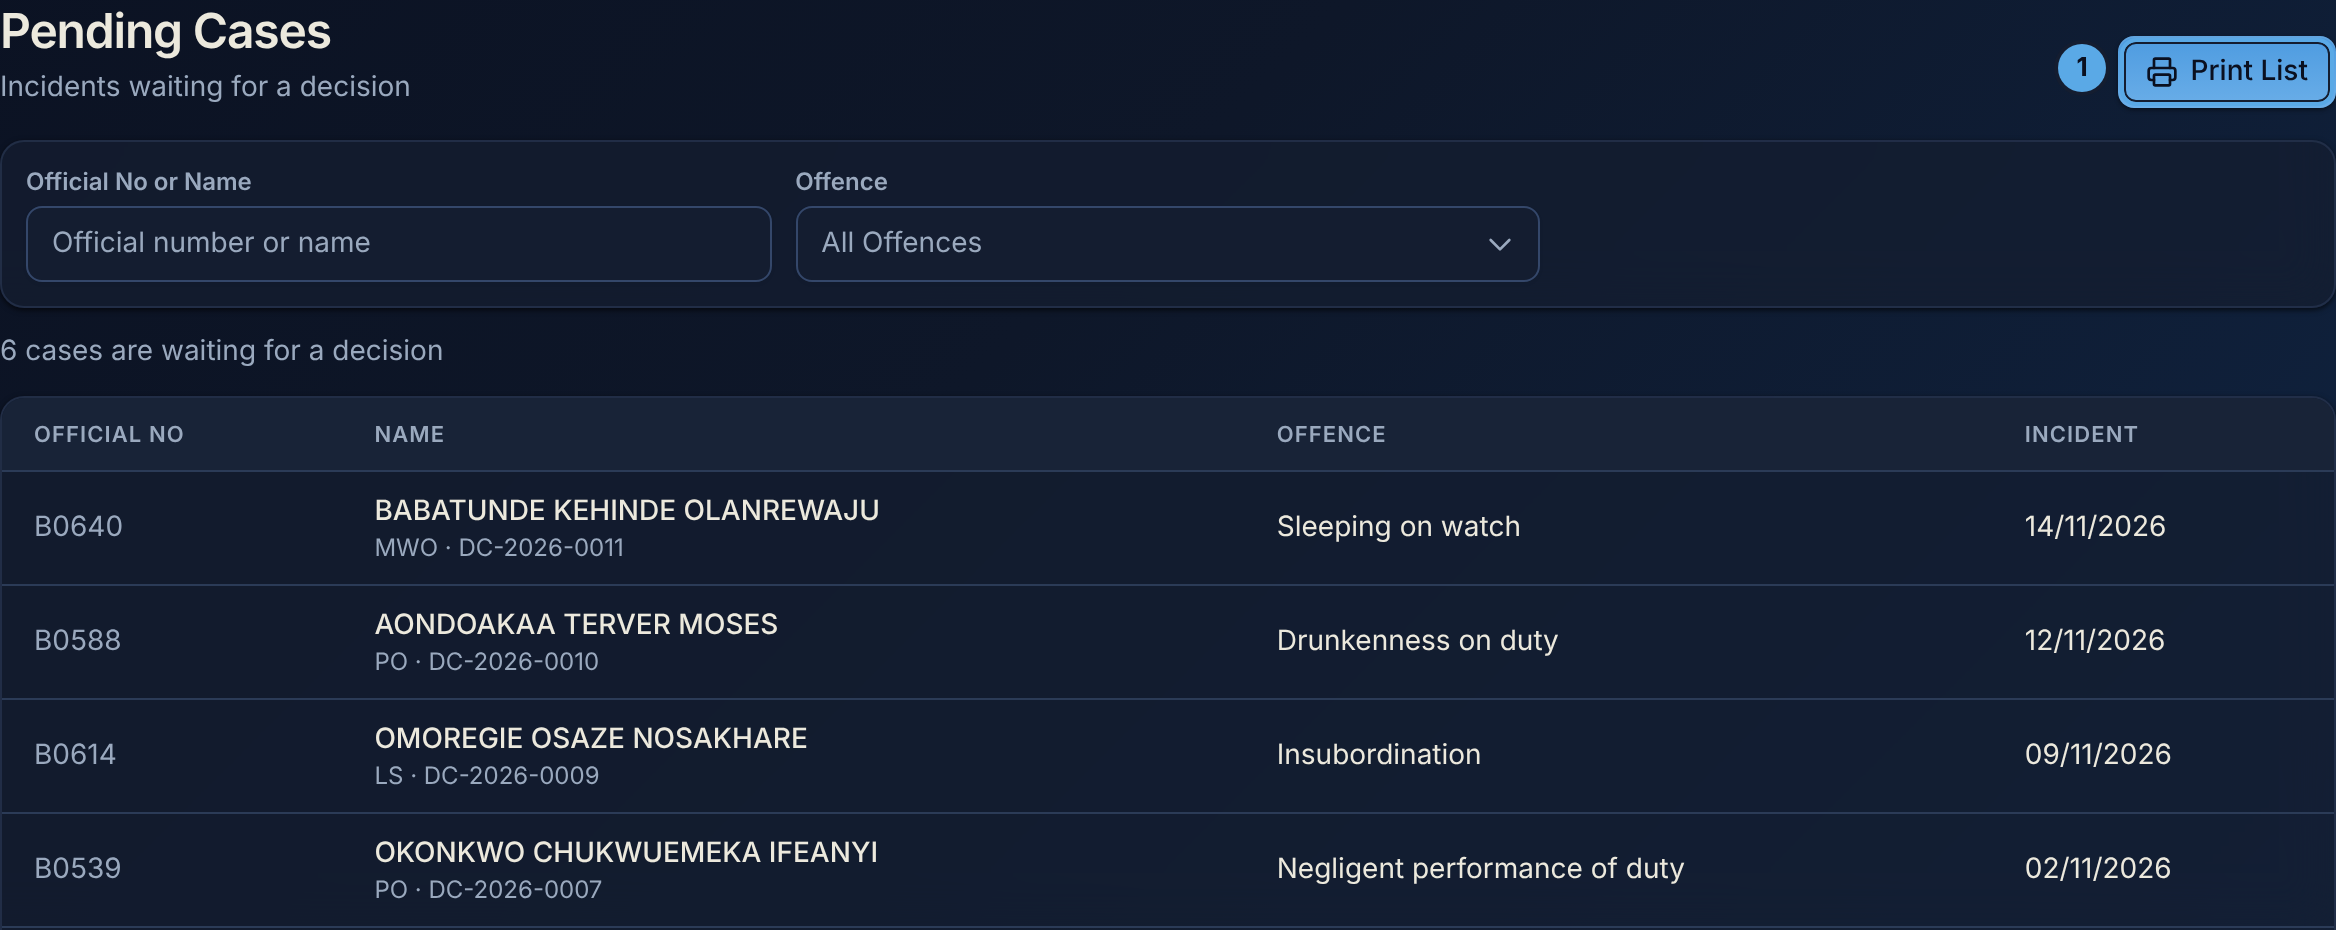 Pending Cases
Incidents waiting for a decision
1
Print List
Official No or Name
Offence
Official number or name
All Offences
6 cases are waiting for a decision
OFFICIAL NO NAME OFFENCE INCIDENT
B0640 BABATUNDE KEHINDE OLANREWAJU Sleeping on watch 14/11/2026
MWO · DC-2026-0011
B0588 AONDOAKAA TERVER MOSES Drunkenness on duty 12/11/2026
PO · DC-2026-0010
B0614 OMOREGIE OSAZE NOSAKHARE Insubordination 09/11/2026
LS · DC-2026-0009
B0539 OKONKWO CHUKWUEMEKA IFEANYI Negligent performance of duty 02/11/2026
PO · DC-2026-0007